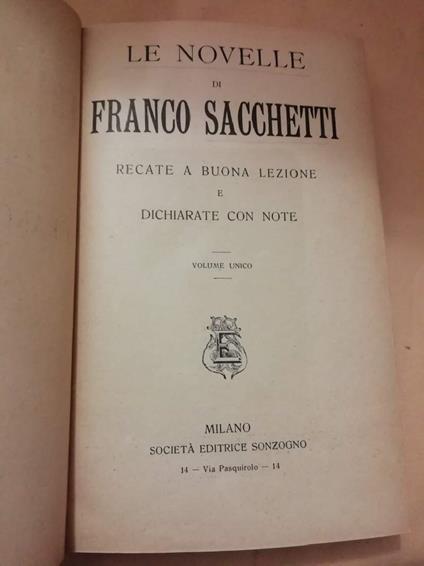 LE NOVELLE
DI
FRANCO SACCHETTI
RECATE A BUONA LEZIONE
E
DICHIARATE CON NOTE
VOLUME UNICO
E
MILANO
SOCIETÀ EDITRICE SONZOGNO
14 — Via Pasquirolo — 14